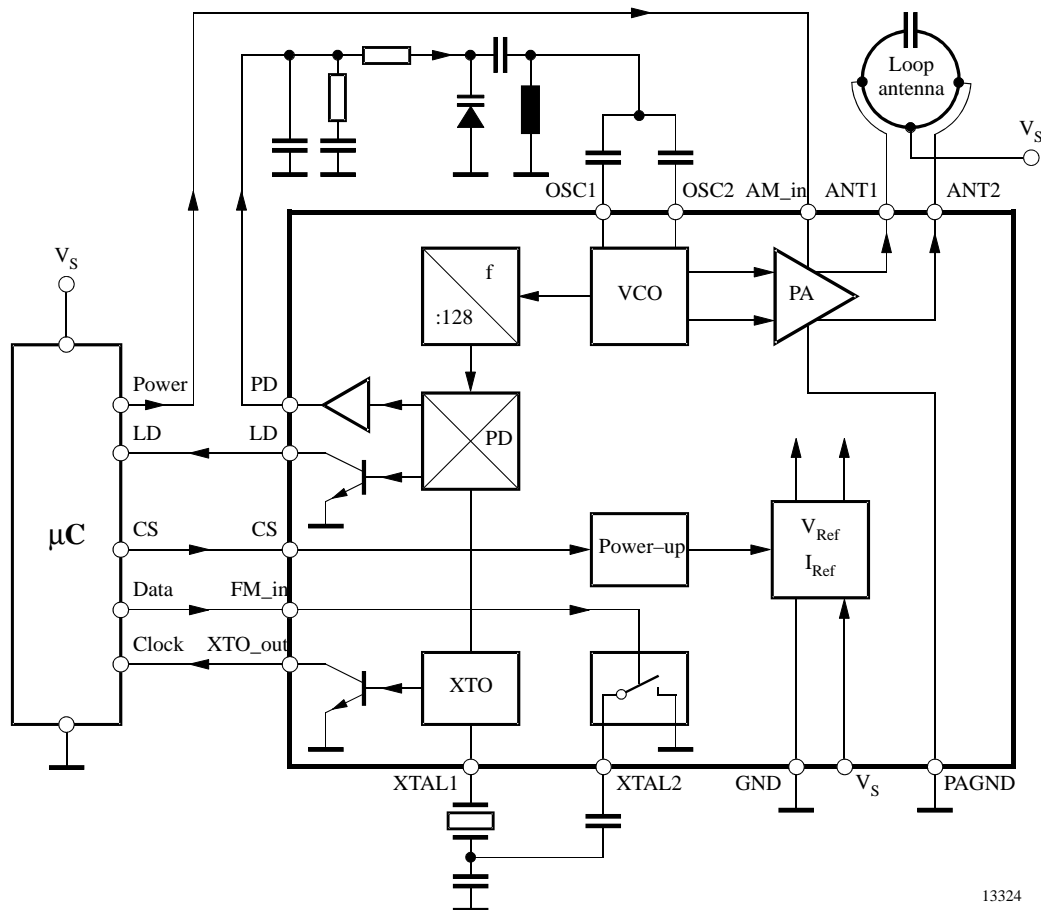 Loop
antenna
V_S
OSC1
OSC2
AM_in
ANT1
ANT2
V_S
f
:128
VCO
PA
Power
PD
PD
LD
LD
μC
CS
CS
Power–up
V_Ref
I_Ref
Data
FM_in
Clock
XTO_out
XTO
XTAL1
XTAL2
GND
V_S
PAGND
13324